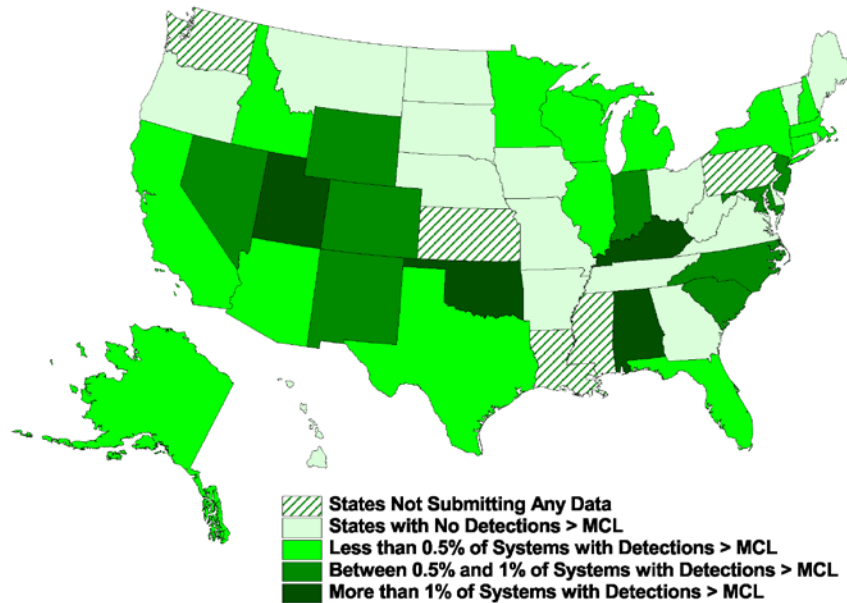 States Not Submitting Any Data
States with No Detections > MCL
Less than 0.5% of Systems with Detections > MCL
Between 0.5% and 1% of Systems with Detections > MCL
More than 1% of Systems with Detections > MCL